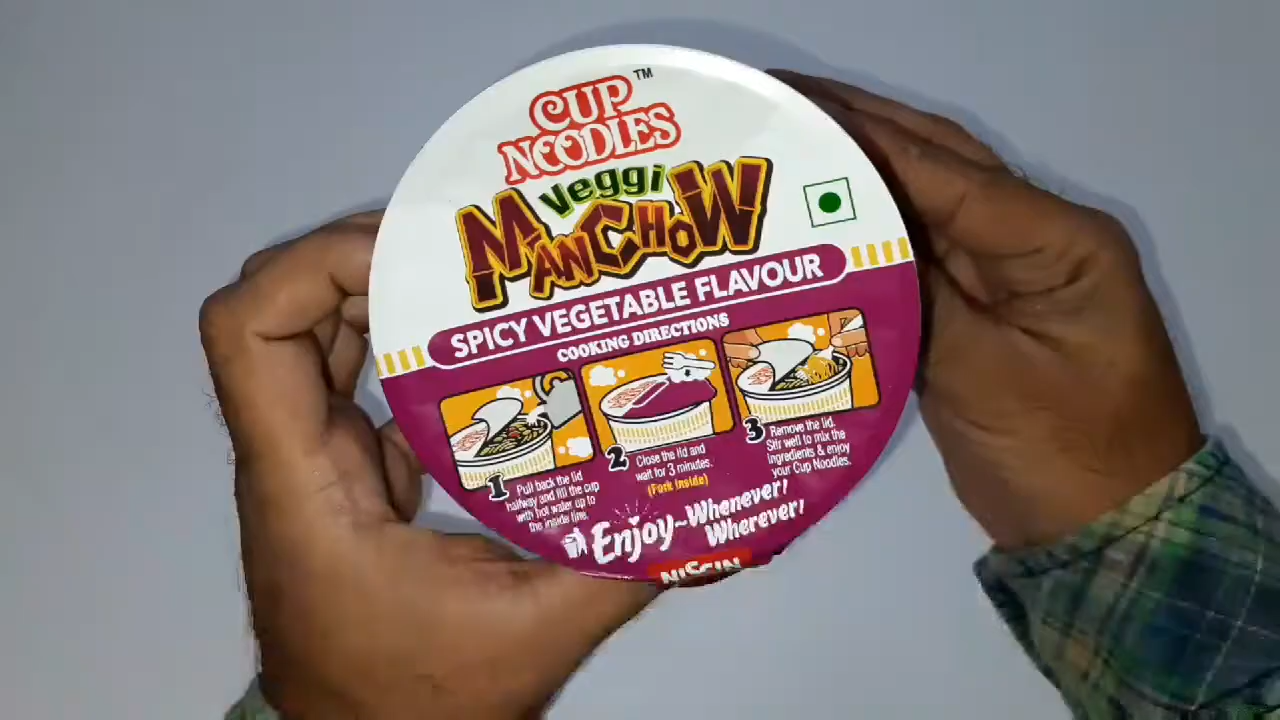 CUP
NOODLES
TM
Veggi
MANCHOW
SPICY VEGETABLE FLAVOUR
COOKING DIRECTIONS
1
Pull back the lid
halfway and fill the cup
with hot water up to
the inside line.
2
Close the lid and
wait for 3 minutes.
(Fork Inside)
3
Remove the lid.
Stir well to mix the
ingredients & enjoy
your Cup Noodles.
Enjoy~Whenever!
Wherever!
NISSIN